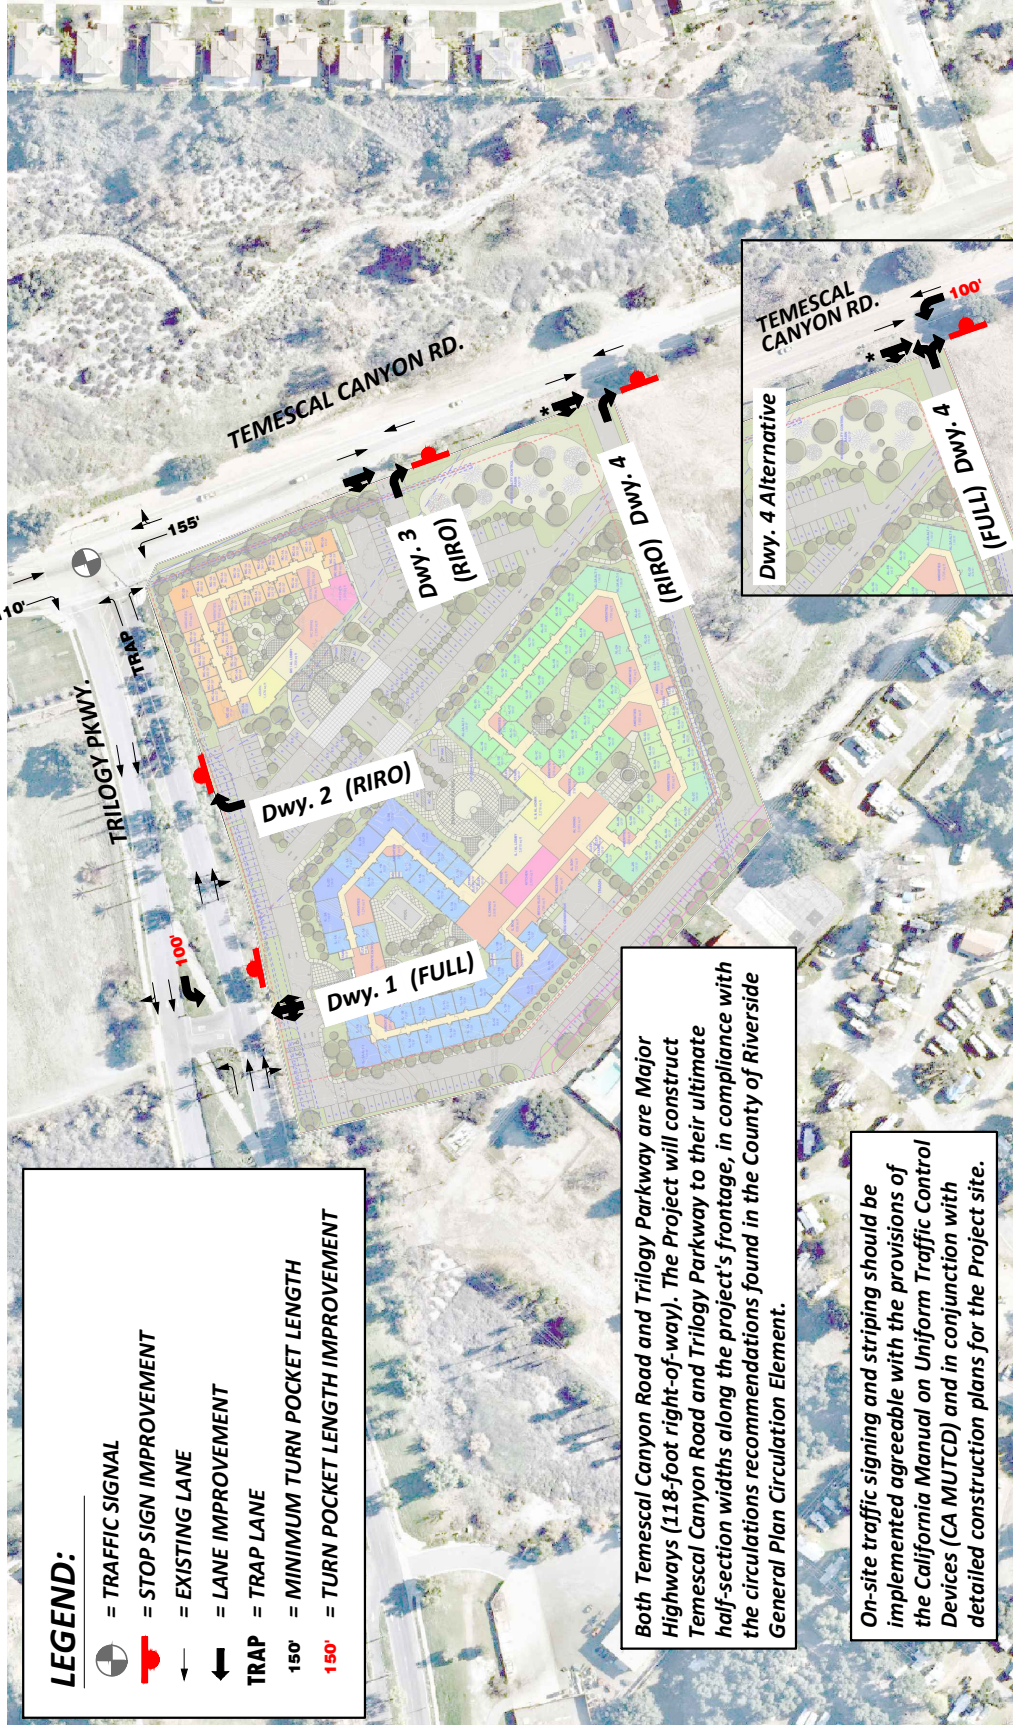 LEGEND:
= TRAFFIC SIGNAL
= STOP SIGN IMPROVEMENT
= EXISTING LANE
= LANE IMPROVEMENT
TRAP = TRAP LANE
150' = MINIMUM TURN POCKET LENGTH
150' = TURN POCKET LENGTH IMPROVEMENT
TRILOGY PKWY.
TRAP
110'
155'
100'
TEMESCAL CANYON RD.
Dwy. 1 (FULL)
Dwy. 2 (RIRO)
Dwy. 3
(RIRO)
*
(RIRO) Dwy. 4
Both Temescal Canyon Road and Trilogy Parkway are Major
Highways (118-foot right-of-way). The Project will construct
Temescal Canyon Road and Trilogy Parkway to their ultimate
half-section widths along the project's frontage, in compliance with
the circulations recommendations found in the County of Riverside
General Plan Circulation Element.
Dwy. 4 Alternative
TEMESCAL
CANYON RD.
*
100'
(FULL) Dwy. 4
On-site traffic signing and striping should be
implemented agreeable with the provisions of
the California Manual on Uniform Traffic Control
Devices (CA MUTCD) and in conjunction with
detailed construction plans for the Project site.